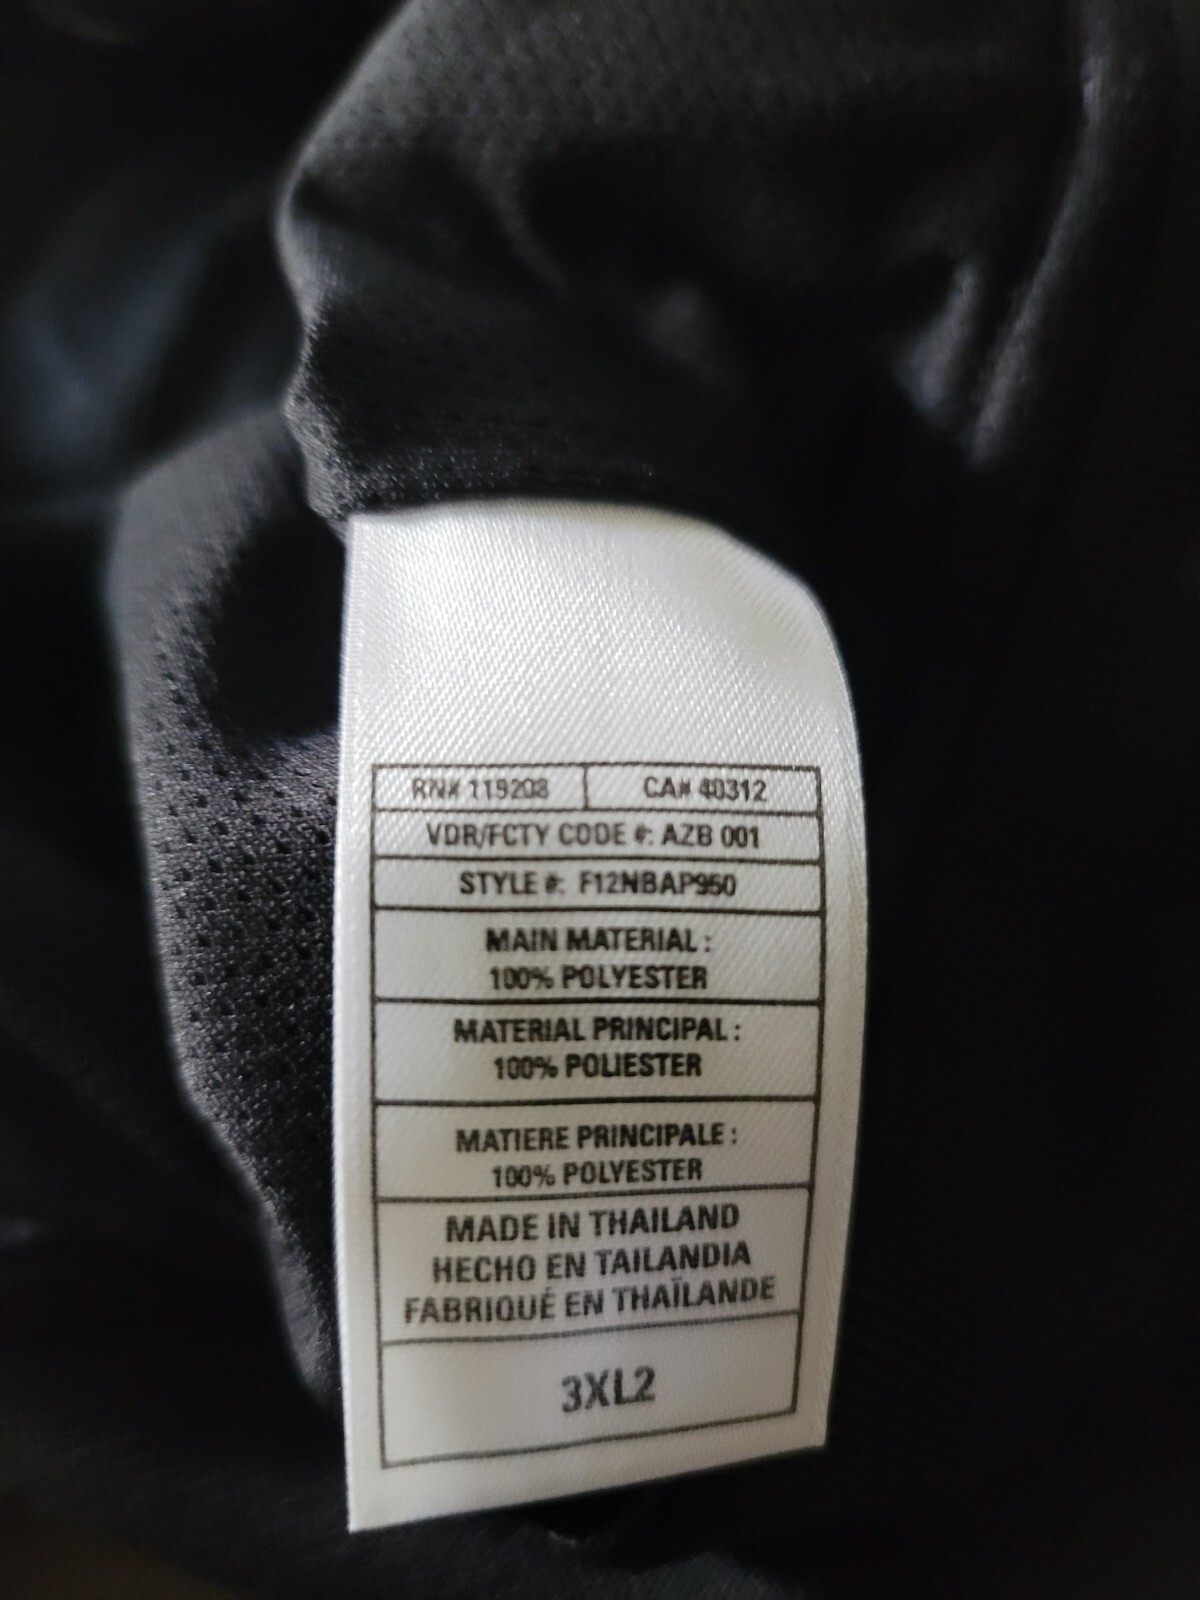 RN# 119208 CA# 40312
VDR/FCTY CODE #: AZB 001
STYLE #: F12NBAP950
MAIN MATERIAL :
100% POLYESTER
MATERIAL PRINCIPAL :
100% POLIESTER
MATIERE PRINCIPALE :
100% POLYESTER
MADE IN THAILAND
HECHO EN TAILANDIA
FABRIQUÉ EN THAÏLANDE
3XL2